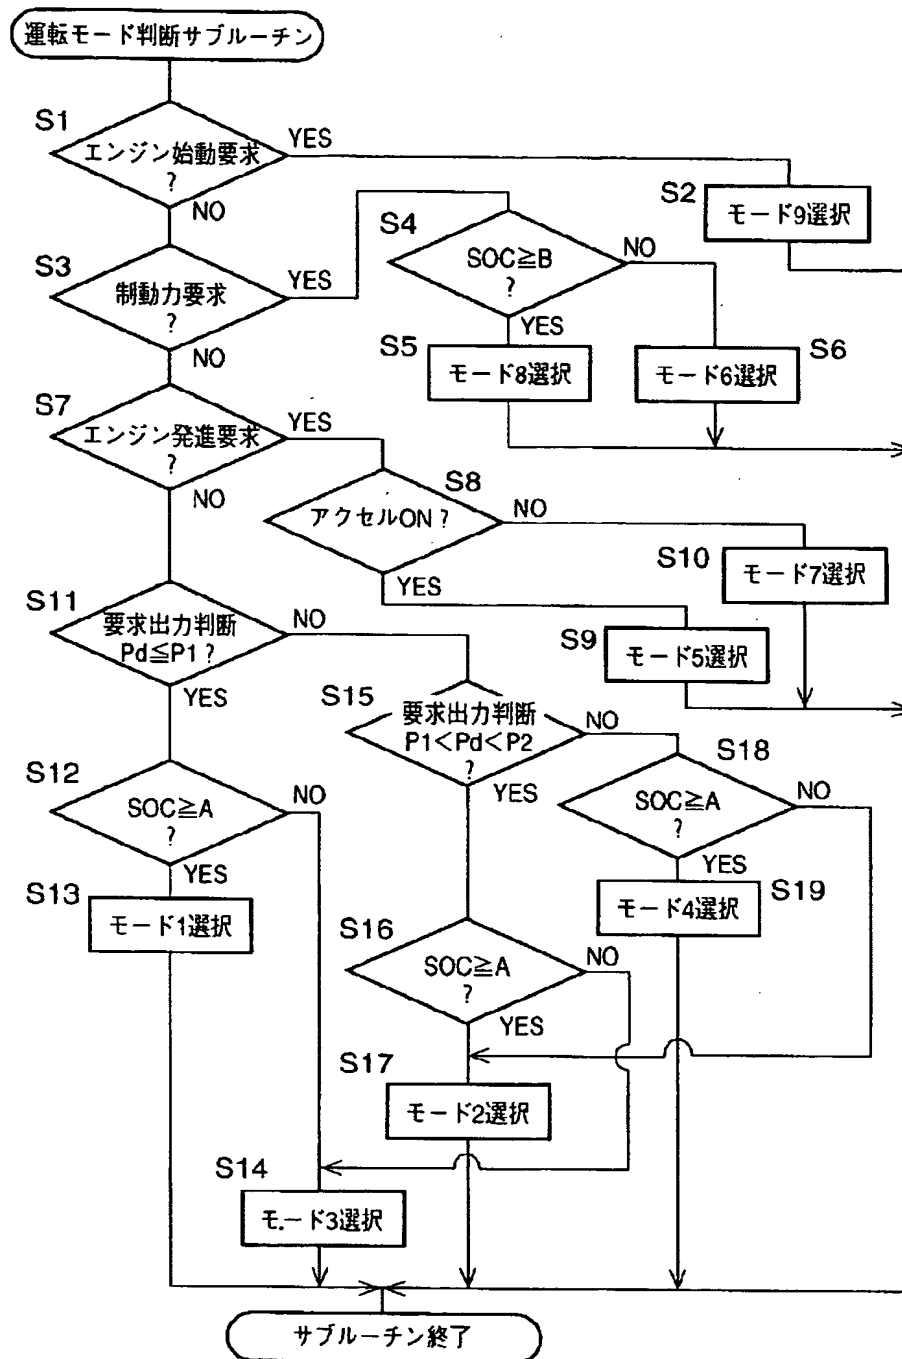 運転モード判断サブルーチン
S1
エンジン始動要求
?
YES
NO
S2
モード9選択
S3
制動力要求
?
YES
NO
S4
SOC≧B
?
NO
YES
S5
モード8選択
S6
モード6選択
S7
エンジン発進要求
?
YES
NO
S8
アクセルON?
NO
YES
S10
モード7選択
S9
モード5選択
S11
要求出力判断
Pd≦P1?
NO
YES
S15
要求出力判断
P1<Pd<P2
?
NO
YES
S12
SOC≧A
?
NO
YES
S18
SOC≧A
?
NO
YES
S13
モード1選択
S19
モード4選択
S16
SOC≧A
?
NO
YES
S17
モード2選択
S14
モード3選択
サブルーチン終了